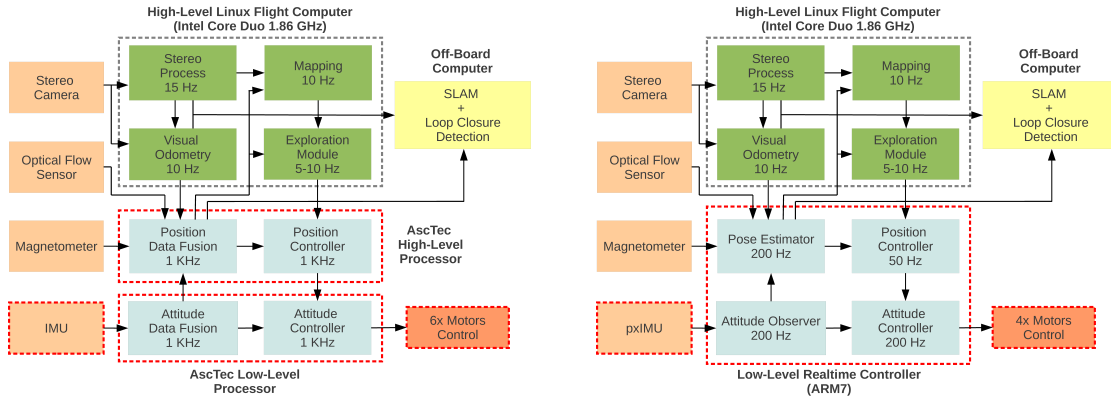 High-Level Linux Flight Computer
(Intel Core Duo 1.86 GHz)
Stereo
Camera
Stereo
Process
15 Hz
Mapping
10 Hz
Off-Board
Computer
SLAM
+
Loop Closure
Detection
Optical Flow
Sensor
Visual
Odometry
10 Hz
Exploration
Module
5-10 Hz
Magnetometer
Position
Data Fusion
1 KHz
Position
Controller
1 KHz
AscTec
High-Level
Processor
IMU
Attitude
Data Fusion
1 KHz
Attitude
Controller
1 KHz
6x Motors
Control
AscTec Low-Level
Processor
High-Level Linux Flight Computer
(Intel Core Duo 1.86 GHz)
Stereo
Camera
Stereo
Process
15 Hz
Mapping
10 Hz
Off-Board
Computer
SLAM
+
Loop Closure
Detection
Optical Flow
Sensor
Visual
Odometry
10 Hz
Exploration
Module
5-10 Hz
Magnetometer
Pose Estimator
200 Hz
Position
Controller
50 Hz
pxIMU
Attitude Observer
200 Hz
Attitude
Controller
200 Hz
4x Motors
Control
Low-Level Realtime Controller
(ARM7)